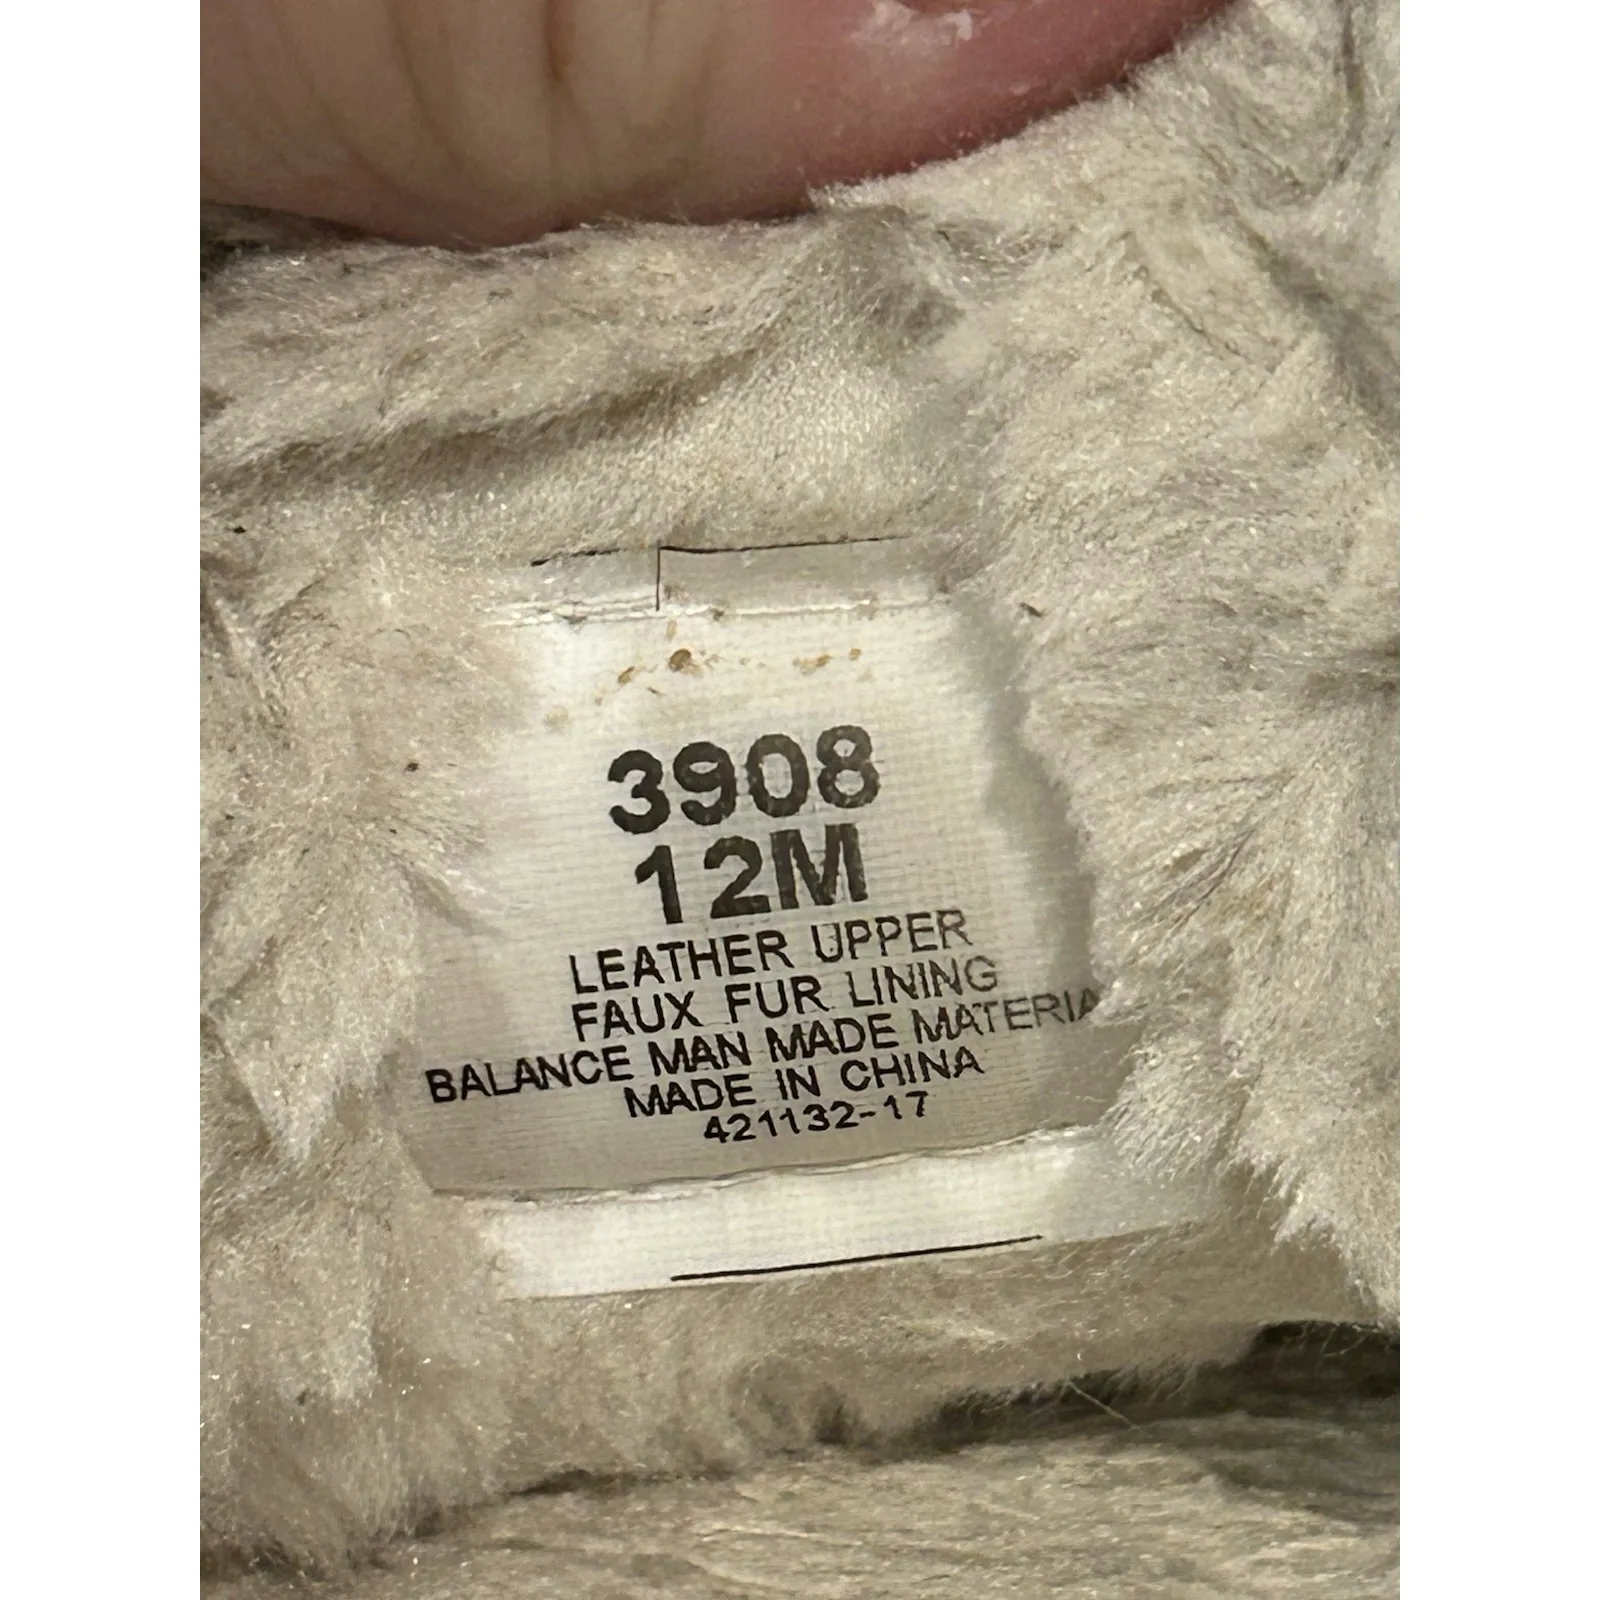 3908
12M
LEATHER UPPER
FAUX FUR LINING
BALANCE MAN MADE MATERIA
MADE IN CHINA
421132-17